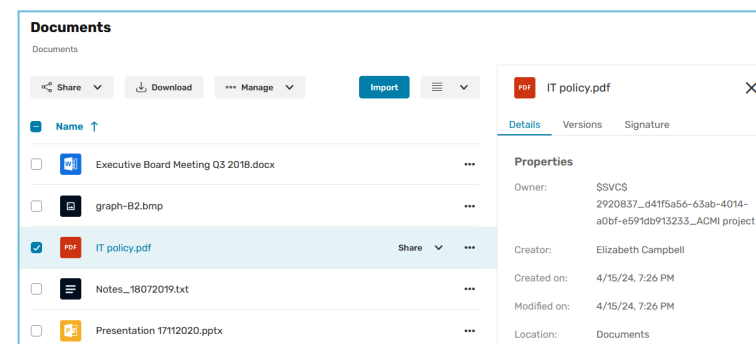 Documents
Documents
Share
Download
Manage
Import
Name
Executive Board Meeting Q3 2018.docx
graph-B2.bmp
PDF IT policy.pdf Share
Notes_18072019.txt
Presentation 17112020.pptx
PDF IT policy.pdf
Details Versions Signature
Properties
Owner: $SVC$
2920837_d41f5a56-63ab-4014-
a0bf-e591db913233_ACMI project
Creator: Elizabeth Campbell
Created on: 4/15/24, 7:26 PM
Modified on: 4/15/24, 7:26 PM
Location: Documents